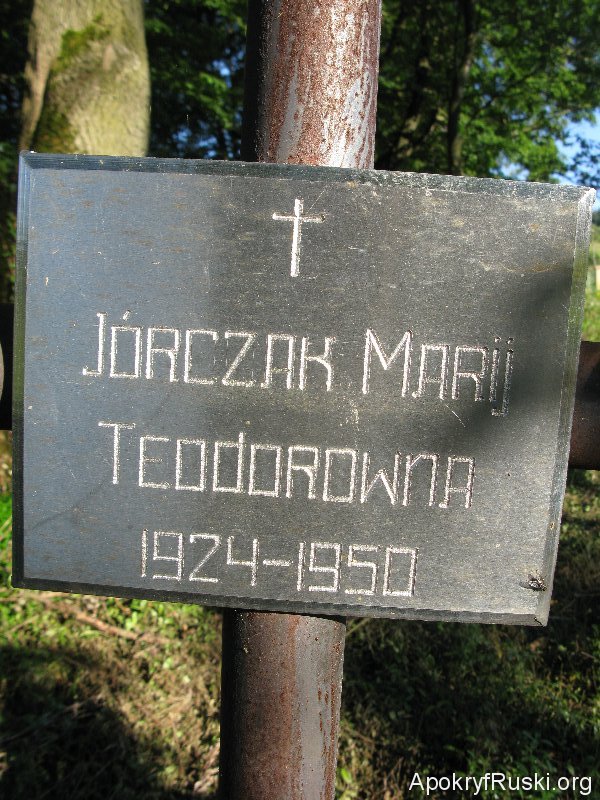 Jórczak Marij
Teodorowna
1924-1950
ApokryfRuski.org